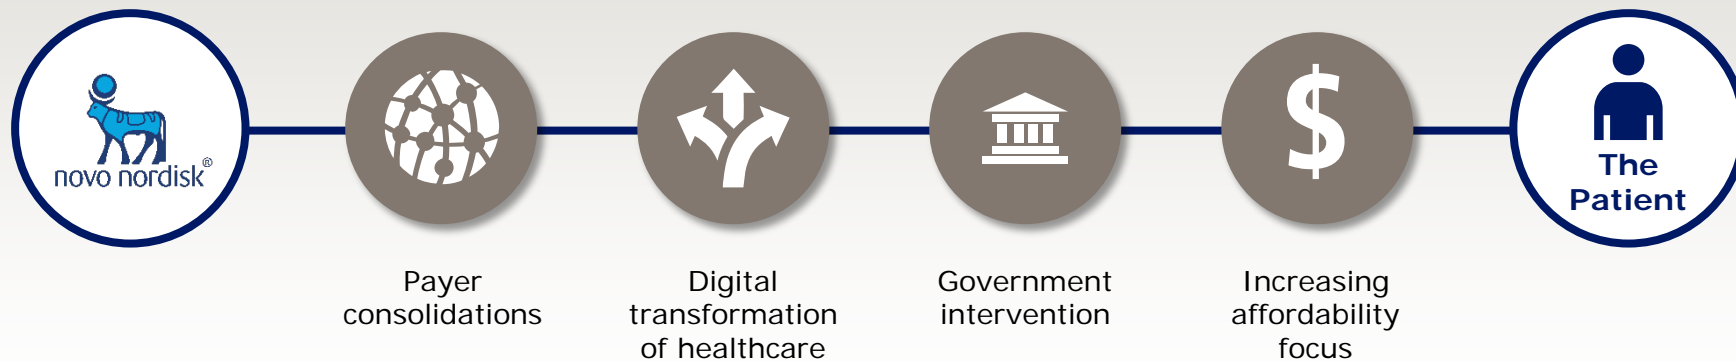 novo nordisk®
The
Patient
Payer
consolidations
Digital
transformation
of healthcare
Government
intervention
Increasing
affordability
focus